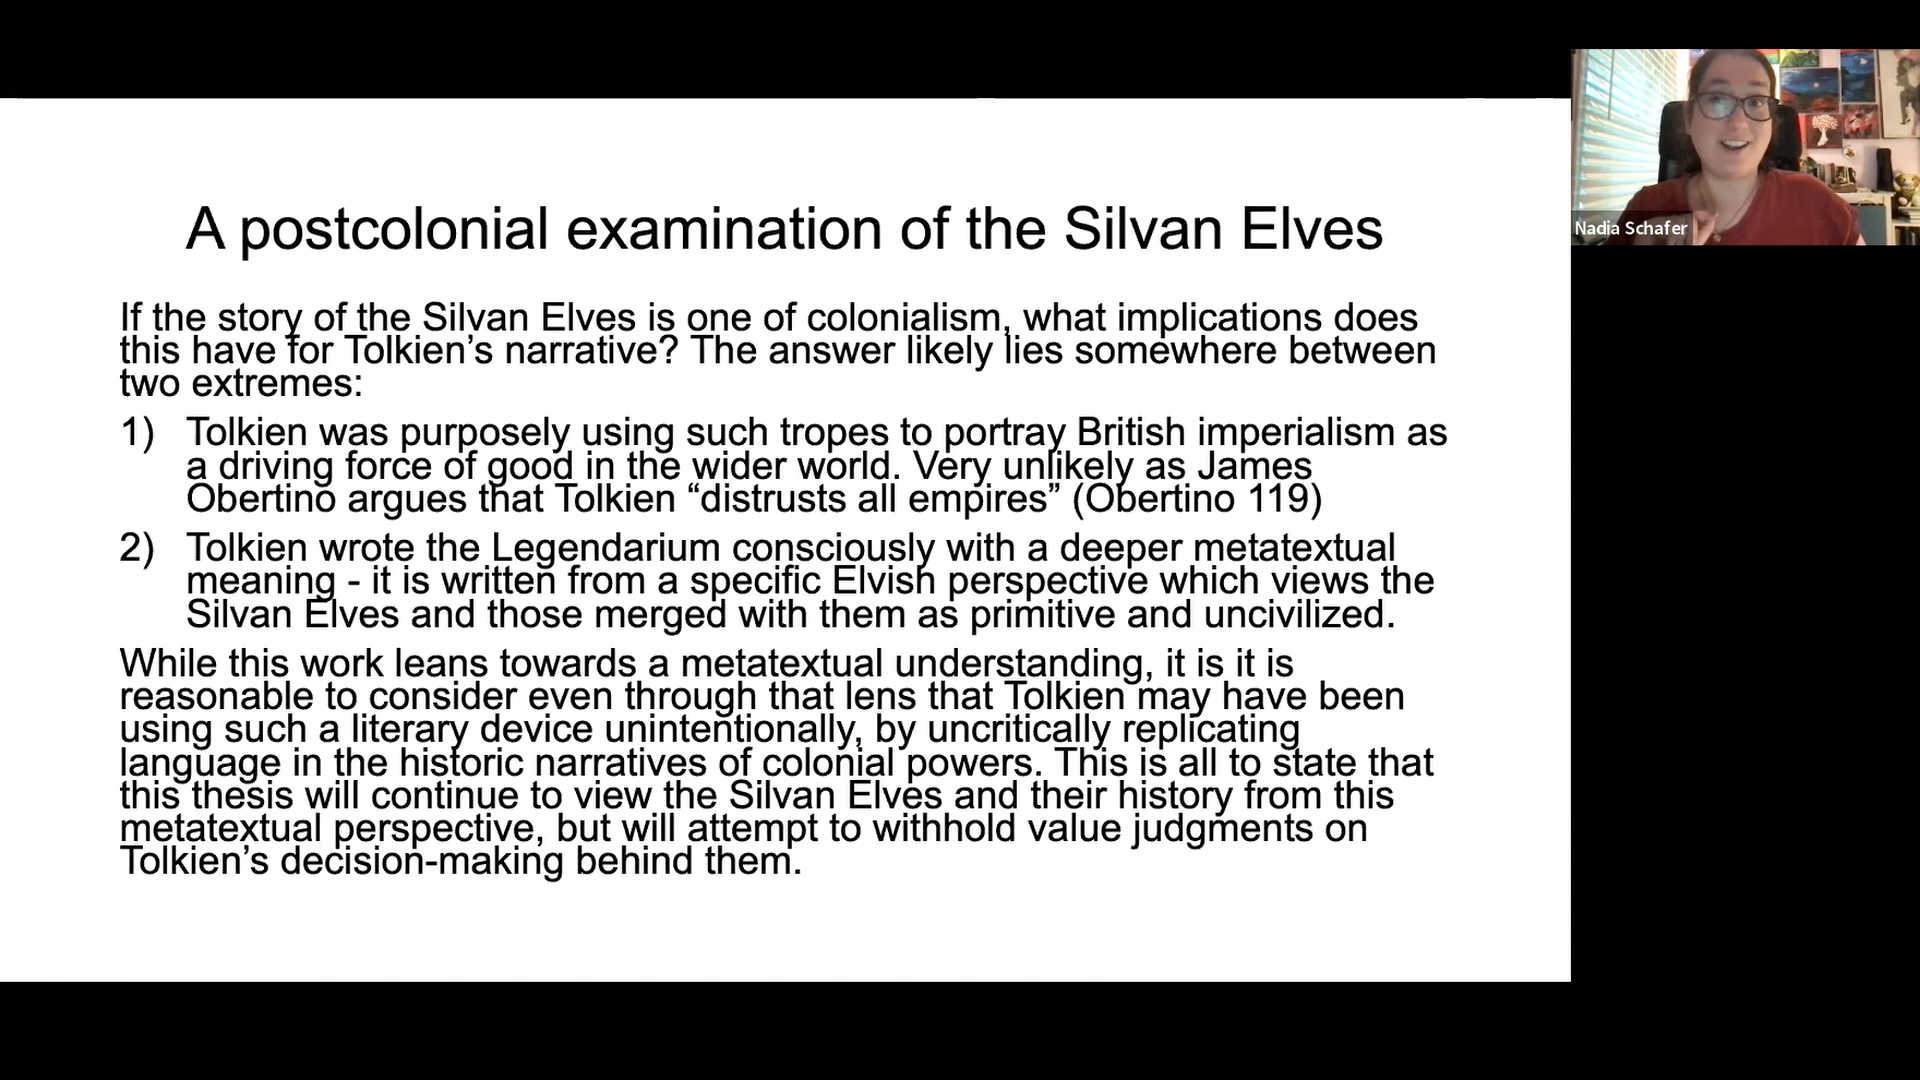 A postcolonial examination of the Silvan Elves
If the story of the Silvan Elves is one of colonialism, what implications does
this have for Tolkien’s narrative? The answer likely lies somewhere between
two extremes:
1) Tolkien was purposely using such tropes to portray British imperialism as
a driving force of good in the wider world. Very unlikely as James
Obertino argues that Tolkien “distrusts all empires” (Obertino 119)
2) Tolkien wrote the Legendarium consciously with a deeper metatextual
meaning - it is written from a specific Elvish perspective which views the
Silvan Elves and those merged with them as primitive and uncivilized.
While this work leans towards a metatextual understanding, it is it is
reasonable to consider even through that lens that Tolkien may have been
using such a literary device unintentionally, by uncritically replicating
language in the historic narratives of colonial powers. This is all to state that
this thesis will continue to view the Silvan Elves and their history from this
metatextual perspective, but will attempt to withhold value judgments on
Tolkien’s decision-making behind them.
Nadia Schafer